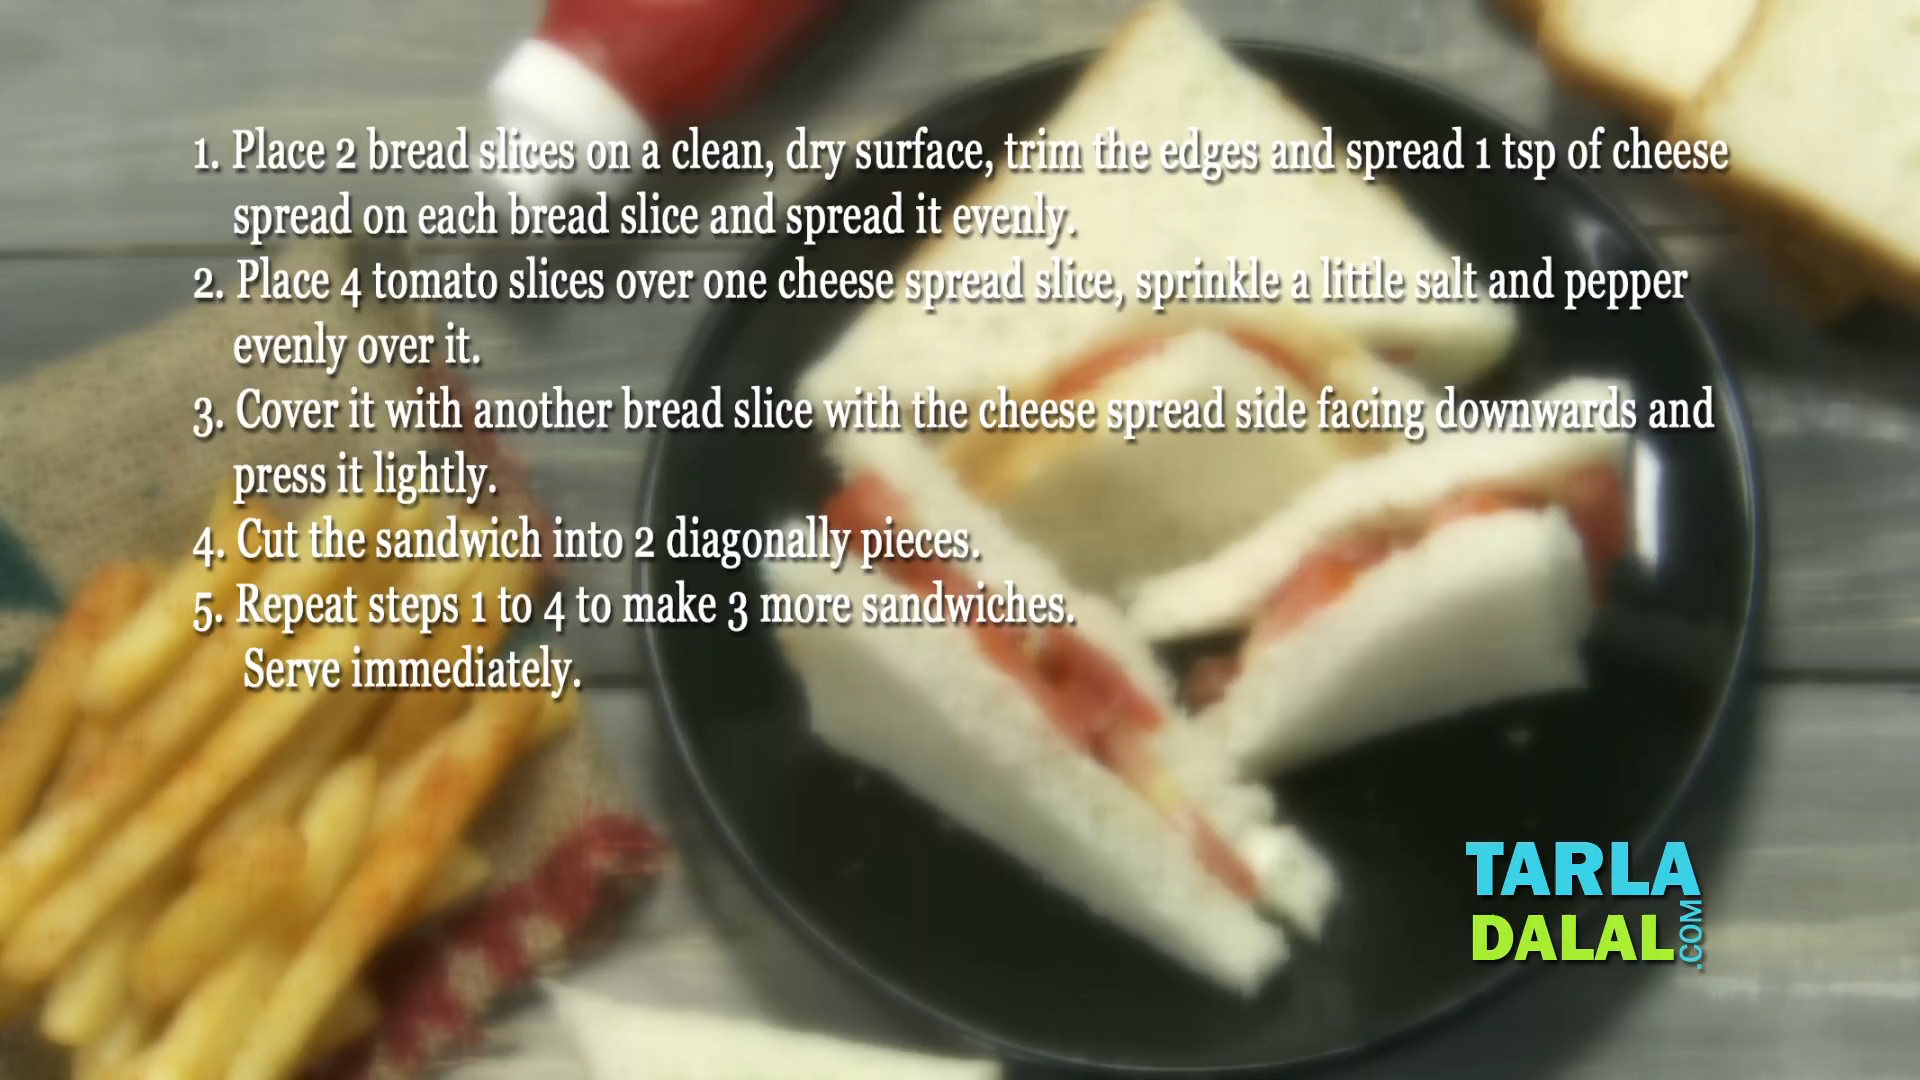 1. Place 2 bread slices on a clean, dry surface, trim the edges and spread 1 tsp of cheese
spread on each bread slice and spread it evenly.
2. Place 4 tomato slices over one cheese spread slice, sprinkle a little salt and pepper
evenly over it.
3. Cover it with another bread slice with the cheese spread side facing downwards and
press it lightly.
4. Cut the sandwich into 2 diagonally pieces.
5. Repeat steps 1 to 4 to make 3 more sandwiches.
Serve immediately.
TARLA
DALAL
.COM